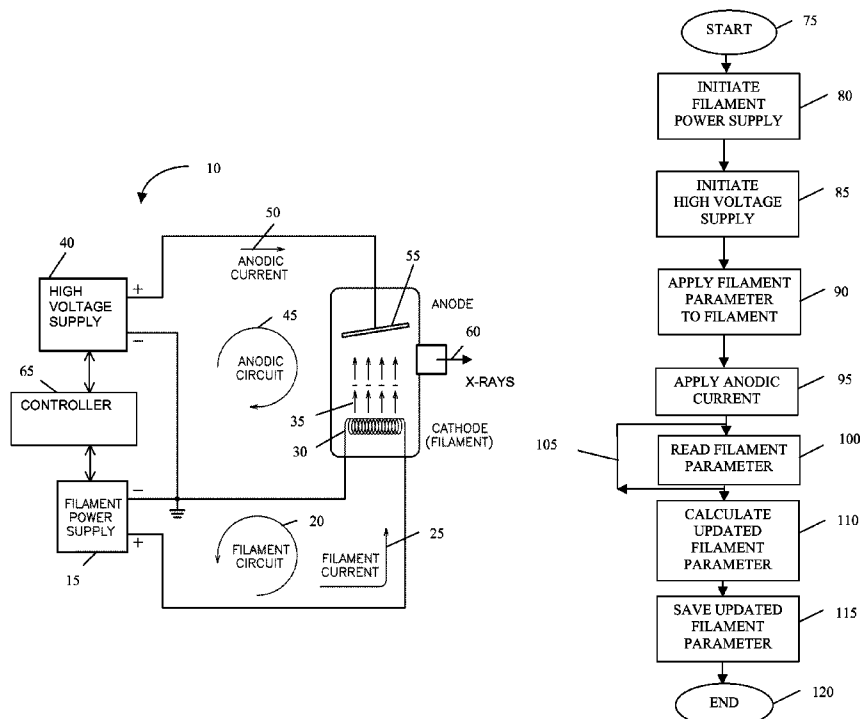 10
40
HIGH
VOLTAGE
SUPPLY
+
−
50
ANODIC
CURRENT
55
ANODE
45
ANODIC
CIRCUIT
60
X-RAYS
65
CONTROLLER
35
30
CATHODE
(FILAMENT)
FILAMENT
POWER
SUPPLY
−
+
15
20
FILAMENT
CIRCUIT
25
FILAMENT
CURRENT
START
75
INITIATE
FILAMENT
POWER SUPPLY
80
INITIATE
HIGH VOLTAGE
SUPPLY
85
APPLY FILAMENT
PARAMETER
TO FILAMENT
90
APPLY ANODIC
CURRENT
95
READ FILAMENT
PARAMETER
100
105
CALCULATE
UPDATED
FILAMENT
PARAMETER
110
SAVE UPDATED
FILAMENT
PARAMETER
115
END
120